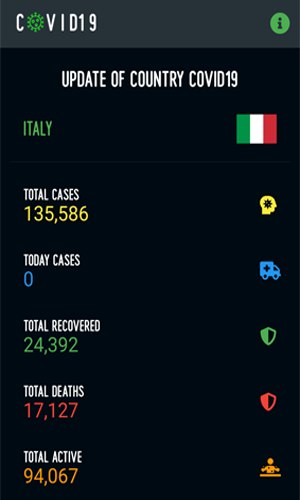 COVID19
UPDATE OF COUNTRY COVID19
ITALY
TOTAL CASES
135,586
TODAY CASES
0
TOTAL RECOVERED
24,392
TOTAL DEATHS
17,127
TOTAL ACTIVE
94,067